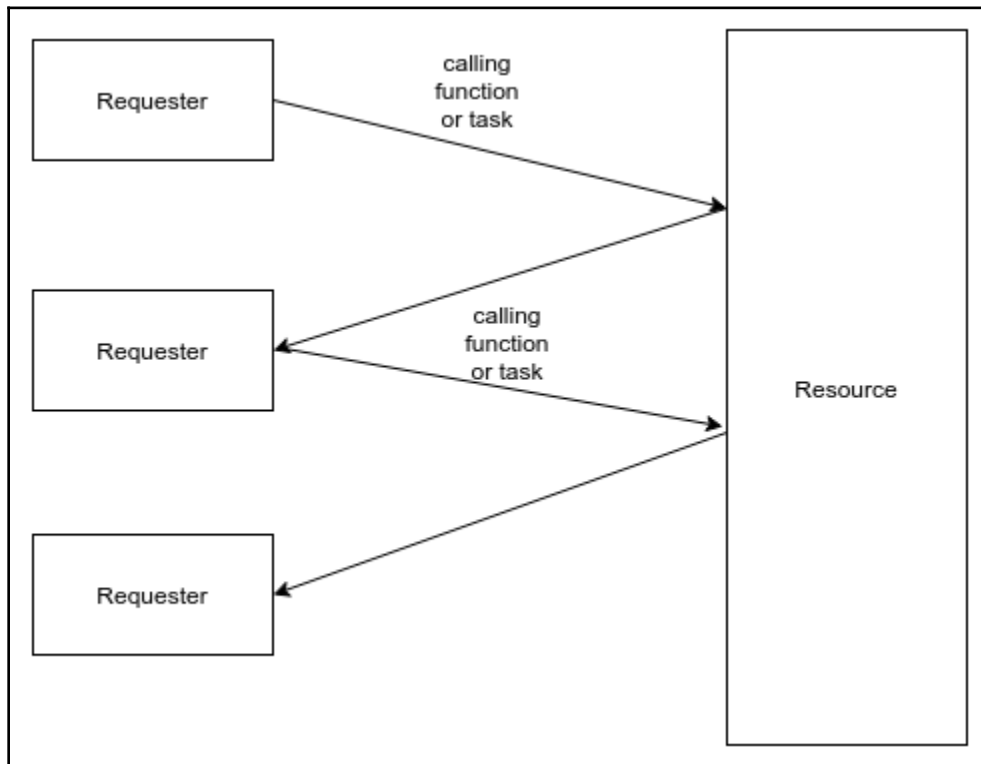 Requester
calling
function
or task
Requester
calling
function
or task
Resource
Requester